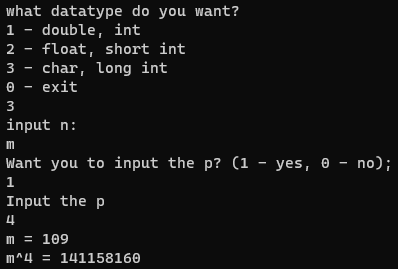 what datatype do you want?
1 - double, int
2 - float, short int
3 - char, long int
0 - exit
3
input n:
m
Want you to input the p? (1 - yes, 0 - no);
1
Input the p
4
m = 109
m^4 = 141158160